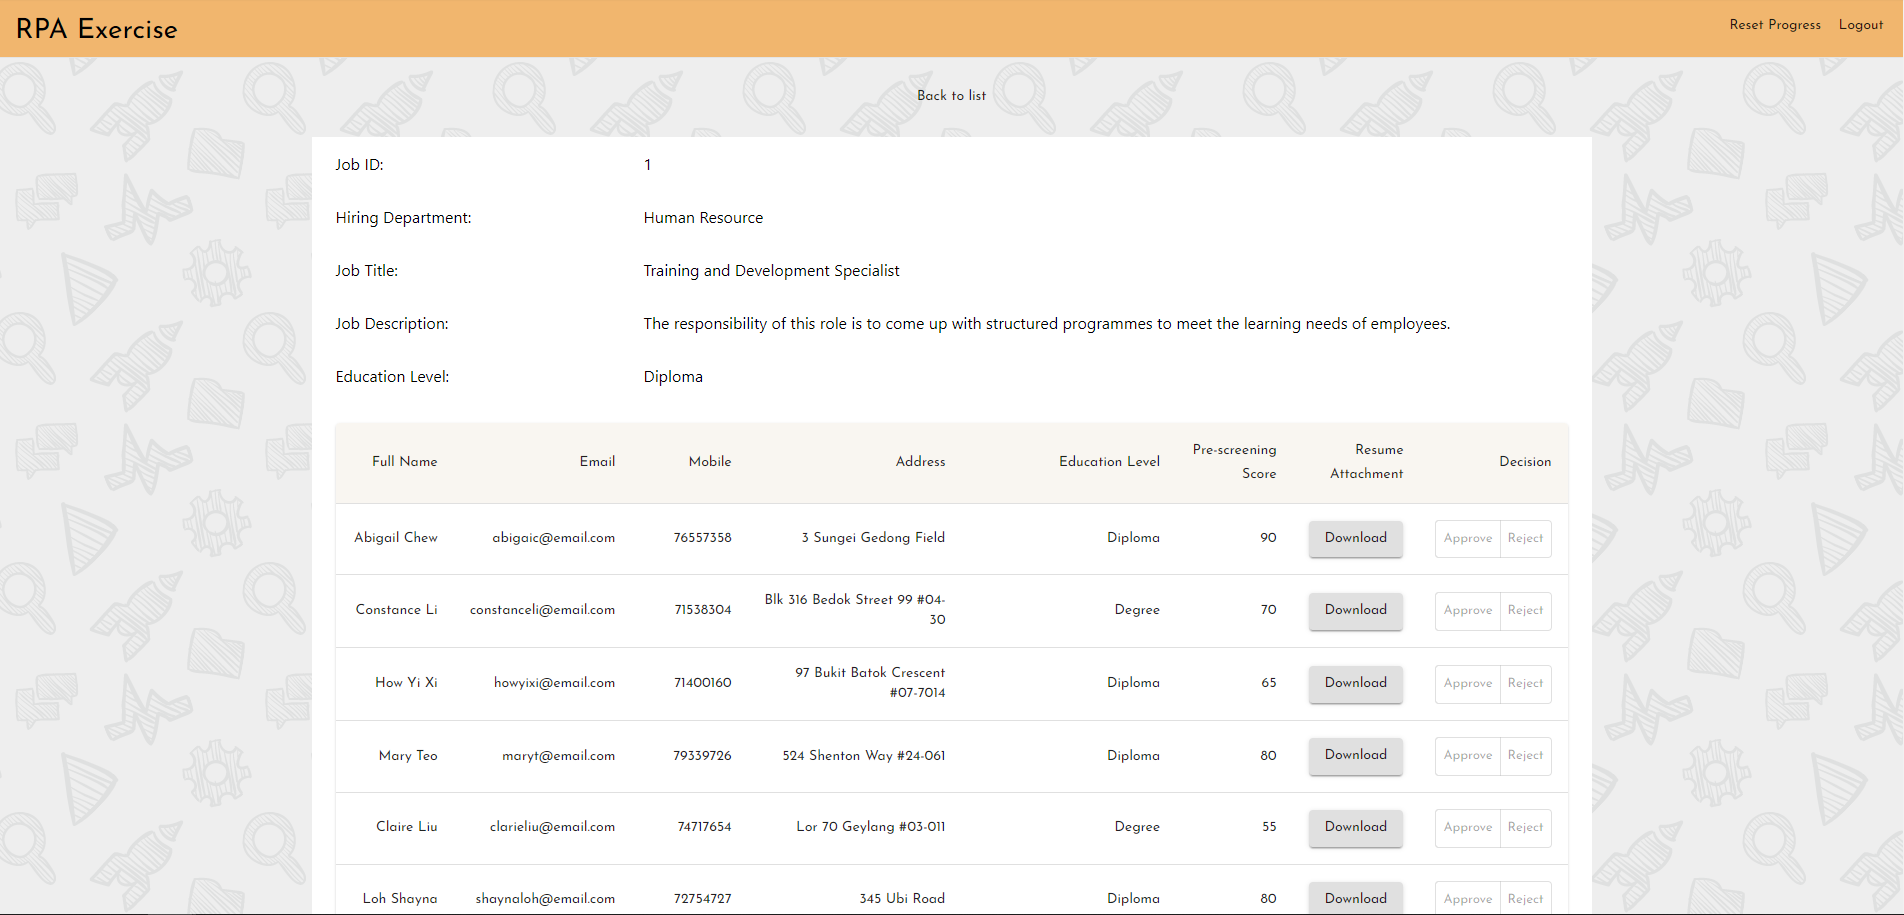 RPA Exercise
Reset Progress
Logout
Back to list
Job ID: 1
Hiring Department: Human Resource
Job Title: Training and Development Specialist
Job Description: The responsibility of this role is to come up with structured programmes to meet the learning needs of employees.
Education Level: Diploma
Full Name Email Mobile Address Education Level Pre-screening Score Resume Attachment Decision
Abigail Chew abigaic@email.com 76557358 3 Sungei Gedong Field Diploma 90 Download Approve Reject
Constance Li constanceli@email.com 71538304 Blk 316 Bedok Street 99 #04-30 Degree 70 Download Approve Reject
How Yi Xi howyixi@email.com 71400160 97 Bukit Batok Crescent #07-7014 Diploma 65 Download Approve Reject
Mary Teo maryt@email.com 79339726 524 Shenton Way #24-061 Diploma 80 Download Approve Reject
Claire Liu clarieliu@email.com 74717654 Lor 70 Geylang #03-011 Degree 55 Download Approve Reject
Loh Shayna shaynaloh@email.com 72754727 345 Ubi Road Diploma 80 Download Approve Reject